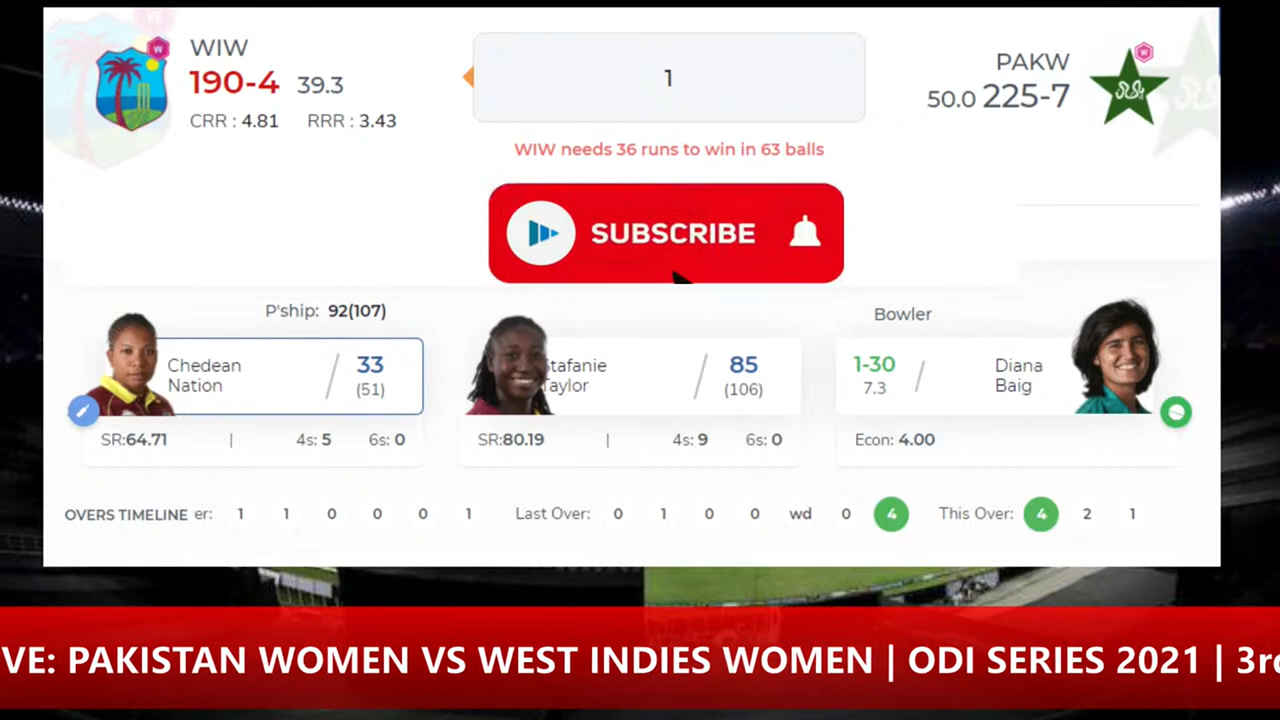 WIW
190-4 39.3
CRR : 4.81 RRR : 3.43
1
PAKW
50.0 225-7
WIW needs 36 runs to win in 63 balls
SUBSCRIBE
P'ship: 92(107)
Bowler
Chedean
Nation
33
(51)
SR:64.71 | 4s: 5 6s: 0
Stafanie
Taylor
85
(106)
SR:80.19 | 4s: 9 6s: 0
1-30
7.3
Diana
Baig
Econ: 4.00
OVERS TIMELINE er: 1 1 0 0 0 1 Last Over: 0 1 0 0 wd 0 4 This Over: 4 2 1
VE: PAKISTAN WOMEN VS WEST INDIES WOMEN | ODI SERIES 2021 | 3rd